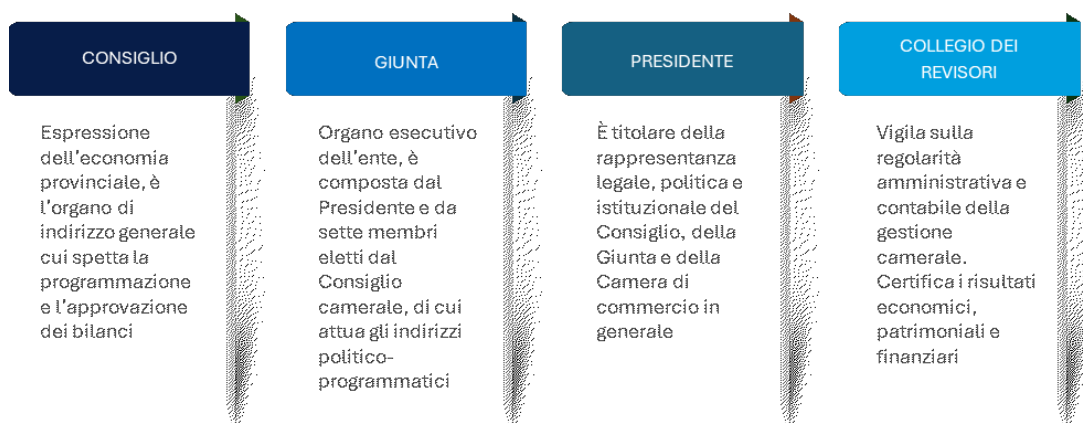 CONSIGLIO
Espressione
dell'economia
provinciale, è
l'organo di
indirizzo generale
cui spetta la
programmazione
e l'approvazione
dei bilanci
GIUNTA
Organo esecutivo
dell'ente, è
composta dal
Presidente e da
sette membri
eletti dal
Consiglio
camerale, di cui
attua gli indirizzi
politico-
programmatici
PRESIDENTE
È titolare della
rappresentanza
legale, politica e
istituzionale del
Consiglio, della
Giunta e della
Camera di
commercio in
generale
COLLEGIO DEI
REVISORI
Vigila sulla
regolarità
amministrativa e
contabile della
gestione
camerale.
Certifica i risultati
economici,
patrimoniali e
finanziari